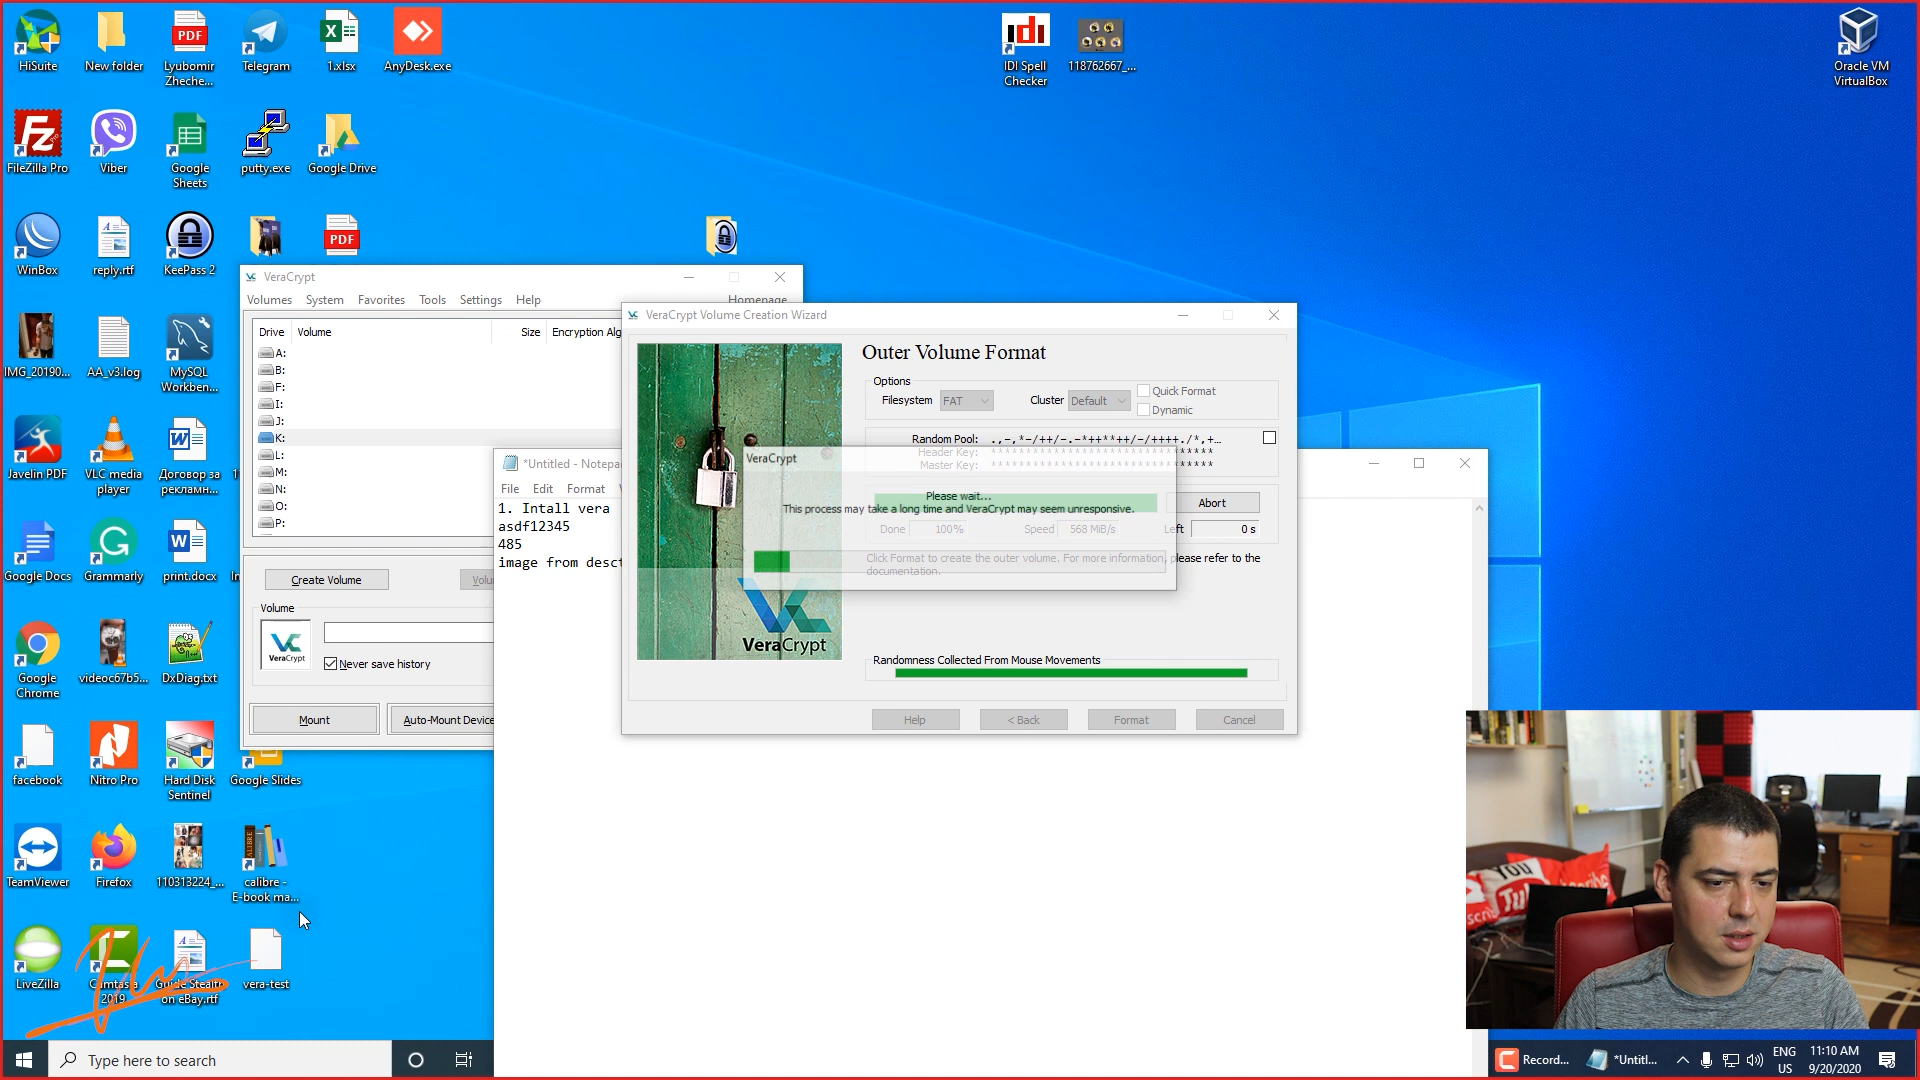 HiSuite
New folder
Lyubomir
Zheche...
Telegram
1.xlsx
AnyDesk.exe
IDI Spell
Checker
118762667_...
Oracle VM
VirtualBox
FileZilla Pro
Viber
Google
Sheets
putty.exe
Google Drive
WinBox
reply.rtf
KeePass 2
PDF
PDF
IMG_20190...
AA_v3.log
MySQL
Workben...
Javelin PDF
VLC media
player
Договор за
рекламн...
Google Docs
Grammarly
print.docx
Google
Chrome
videoc67b5...
DxDiag.txt
facebook
Nitro Pro
Hard Disk
Sentinel
Google Slides
TeamViewer
Firefox
110313224_...
calibre -
E-book ma...
LiveZilla
Camtasia
2019
Guide Stealth
on eBay.rtf
vera-test
VeraCrypt
Volumes System Favorites Tools Settings Help Homepage
Drive Volume Size Encryption Alg
A:
B:
F:
I:
J:
K:
L:
M:
N:
O:
P:
Create Volume
Volu
Volume
VeraCrypt
Never save history
Mount
Auto-Mount Device
*Untitled - Notepa
File Edit Format
1. Intall vera
asdf12345
485
image from desct
VeraCrypt Volume Creation Wizard
Outer Volume Format
Options
Filesystem FAT Cluster Default Quick Format
Dynamic
Random Pool: .,-,*-/++/-.-*++**++/-/++++./*,+...
Header Key: ********************************
Master Key: ********************************
VeraCrypt
Please wait...
This process may take a long time and VeraCrypt may seem unresponsive.
Abort
Done 100% Speed 568 MiB/s Left 0 s
Click Format to create the outer volume. For more information, please refer to the
documentation.
VeraCrypt
Randomness Collected From Mouse Movements
Help < Back Format Cancel
You
Type here to search
Record...
*Untitl...
ENG
US
11:10 AM
9/20/2020